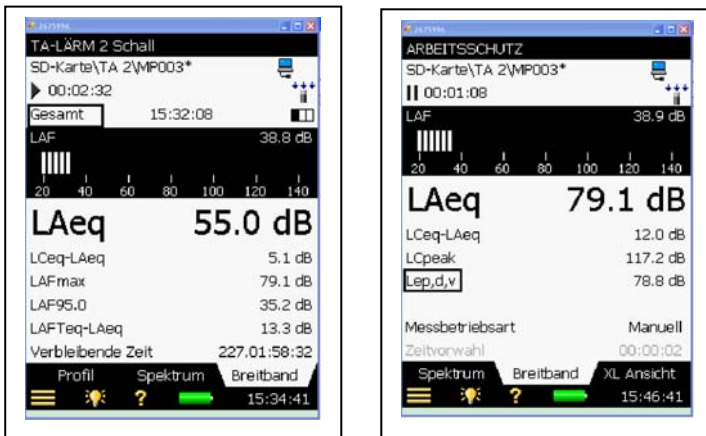 2675996
TA-LÄRM 2 Schall
SD-Karte\TA 2\MP003*
00:02:32
Gesamt 15:32:08
LAF 38.8 dB
20 40 60 80 100 120 140
LAeq 55.0 dB
LCeq-LAeq 5.1 dB
LAFmax 79.1 dB
LAF95.0 35.2 dB
LAFTeq-LAeq 13.3 dB
Verbleibende Zeit 227.01:58:32
Profil Spektrum Breitband
? 15:34:41
ARBEITSSCHUTZ
SD-Karte\TA 2\MP003*
00:01:08
LAF 38.9 dB
20 40 60 80 100 120 140
LAeq 79.1 dB
LCeq-LAeq 12.0 dB
LCpeak 117.2 dB
Lep,d,v 78.8 dB
Messbetriebsart Manuell
Zeitvorwahl 00:00:02
Spektrum Breitband XL Ansicht
? 15:46:41